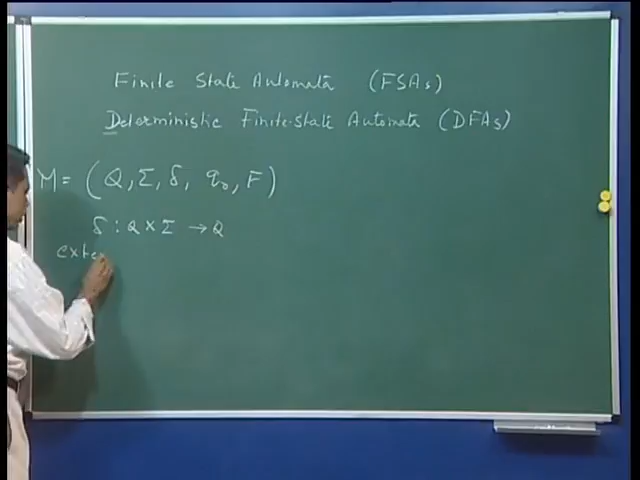 Finite State Automata (FSAs)
Deterministic Finite-State Automata (DFAs)
M = (Q, Σ, δ, q₀, F)
δ : Q × Σ → Q
exte